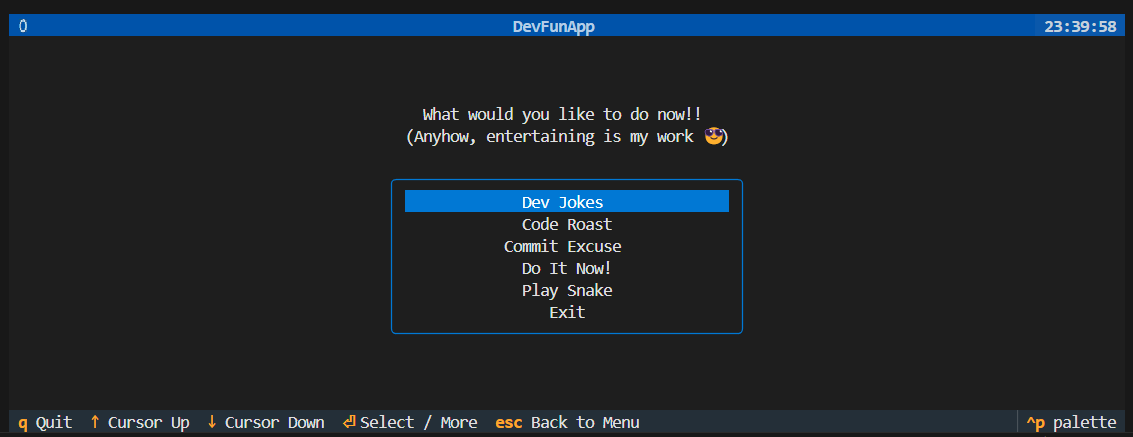 DevFunApp 23:39:58
What would you like to do now!!
(Anyhow, entertaining is my work 😎)
Dev Jokes
Code Roast
Commit Excuse
Do It Now!
Play Snake
Exit
q Quit ↑ Cursor Up ↓ Cursor Down ⏎ Select / More esc Back to Menu ^p palette